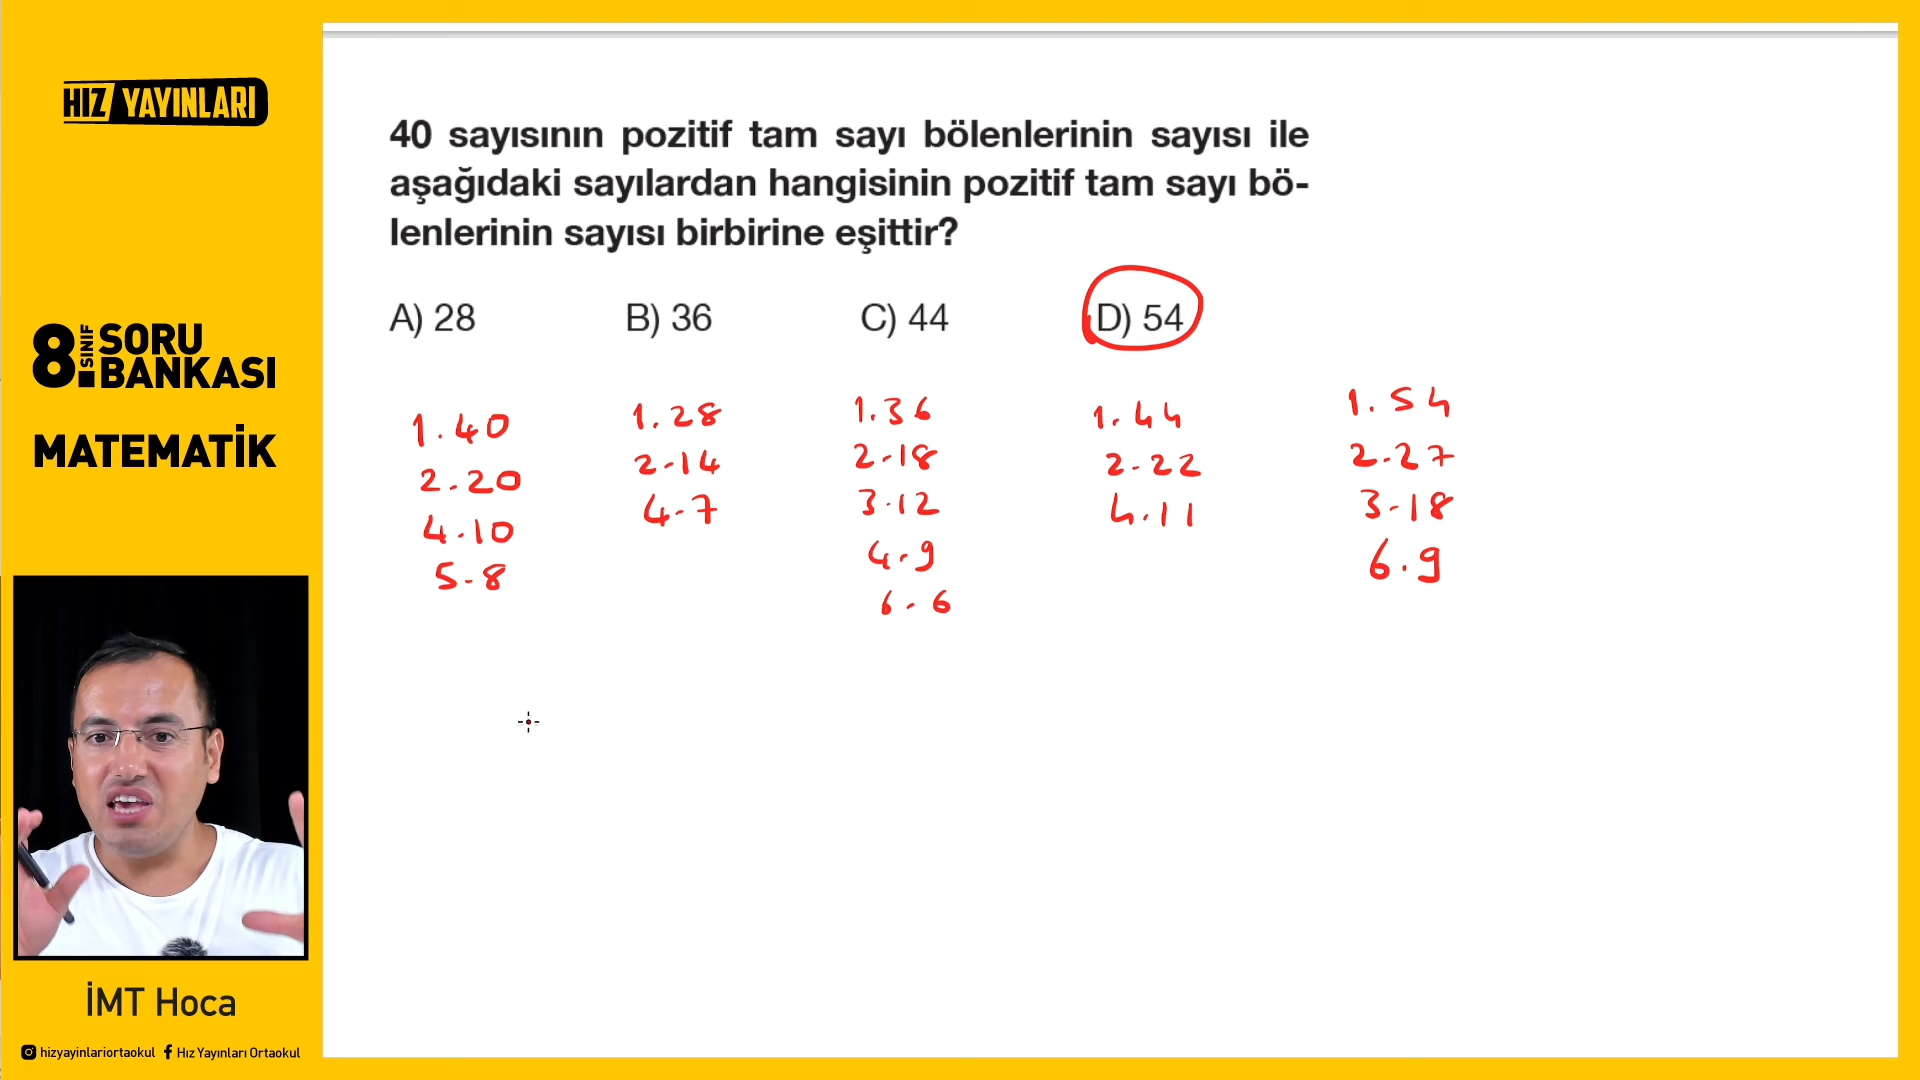 HIZ YAYINLARI
8. SINIF SORU BANKASI
MATEMATİK
40 sayısının pozitif tam sayı bölenlerinin sayısı ile
aşağıdaki sayılardan hangisinin pozitif tam sayı bö-
lenlerinin sayısı birbirine eşittir?
A) 28 B) 36 C) 44 D) 54
1.40
2.20
4.10
5.8
1.28
2.14
4.7
1.36
2.18
3.12
4.9
6.6
1.44
2.22
4.11
1.54
2.27
3.18
6.9
İMT Hoca
hizyayinlariortaokul Hız Yayınları Ortaokul